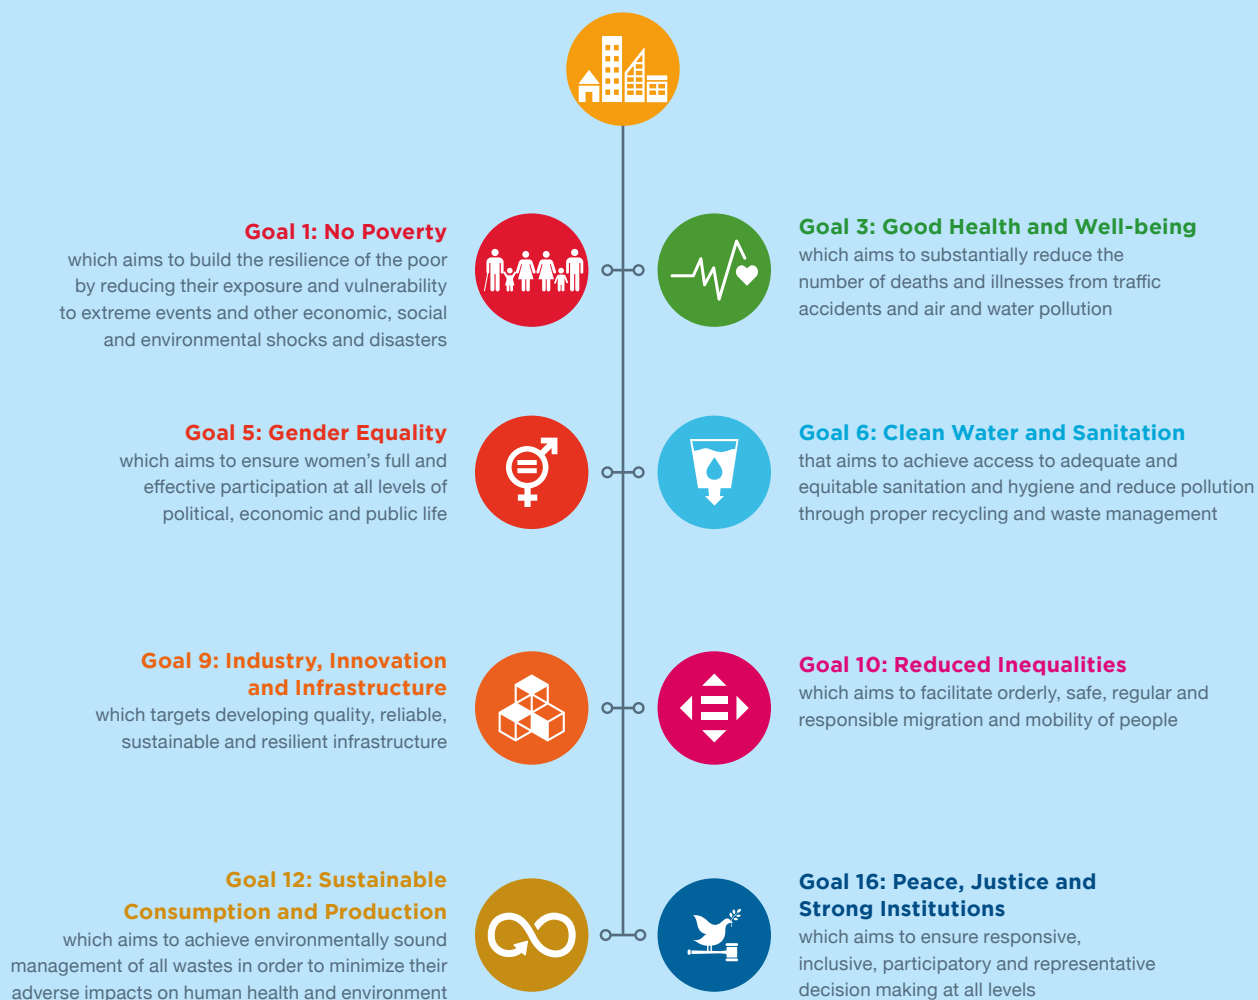 Goal 1: No Poverty
which aims to build the resilience of the poor
by reducing their exposure and vulnerability
to extreme events and other economic, social
and environmental shocks and disasters
Goal 3: Good Health and Well-being
which aims to substantially reduce the
number of deaths and illnesses from traffic
accidents and air and water pollution
Goal 5: Gender Equality
which aims to ensure women’s full and
effective participation at all levels of
political, economic and public life
Goal 6: Clean Water and Sanitation
that aims to achieve access to adequate and
equitable sanitation and hygiene and reduce pollution
through proper recycling and waste management
Goal 9: Industry, Innovation
and Infrastructure
which targets developing quality, reliable,
sustainable and resilient infrastructure
Goal 10: Reduced Inequalities
which aims to facilitate orderly, safe, regular and
responsible migration and mobility of people
Goal 12: Sustainable
Consumption and Production
which aims to achieve environmentally sound
management of all wastes in order to minimize their
adverse impacts on human health and environment
Goal 16: Peace, Justice and
Strong Institutions
which aims to ensure responsive,
inclusive, participatory and representative
decision making at all levels